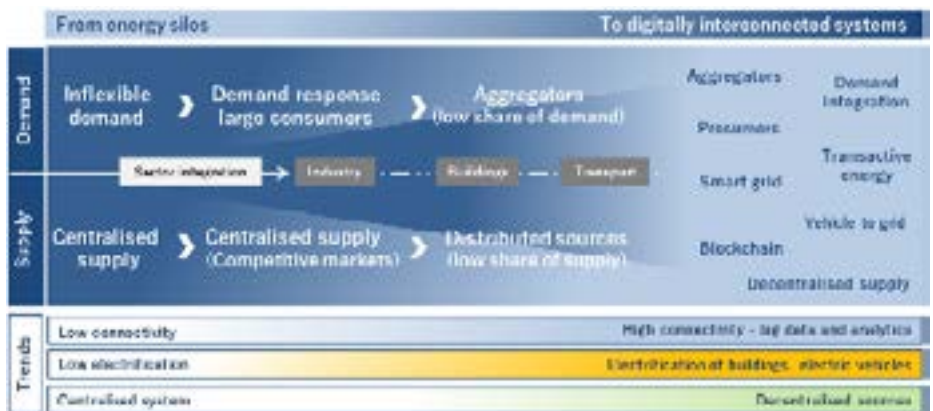 From energy silos
To digitally interconnected systems
Demand
Inflexible
demand
Demand response
large consumers
Aggregators
(low share of demand)
Aggregators
Demand
integration
Prosumers
Sector integration
Industry
Buildings
Transport
Smart grid
Transactive
energy
Supply
Centralised
supply
Centralised supply
(Competitive markets)
Distributed sources
(low share of supply)
Vehicle to grid
Blockchain
Decentralised supply
Trends
Low connectivity
High connectivity - big data and analytics
Low electrification
Electrification of buildings, electric vehicles
Centralised system
Decentralised sources